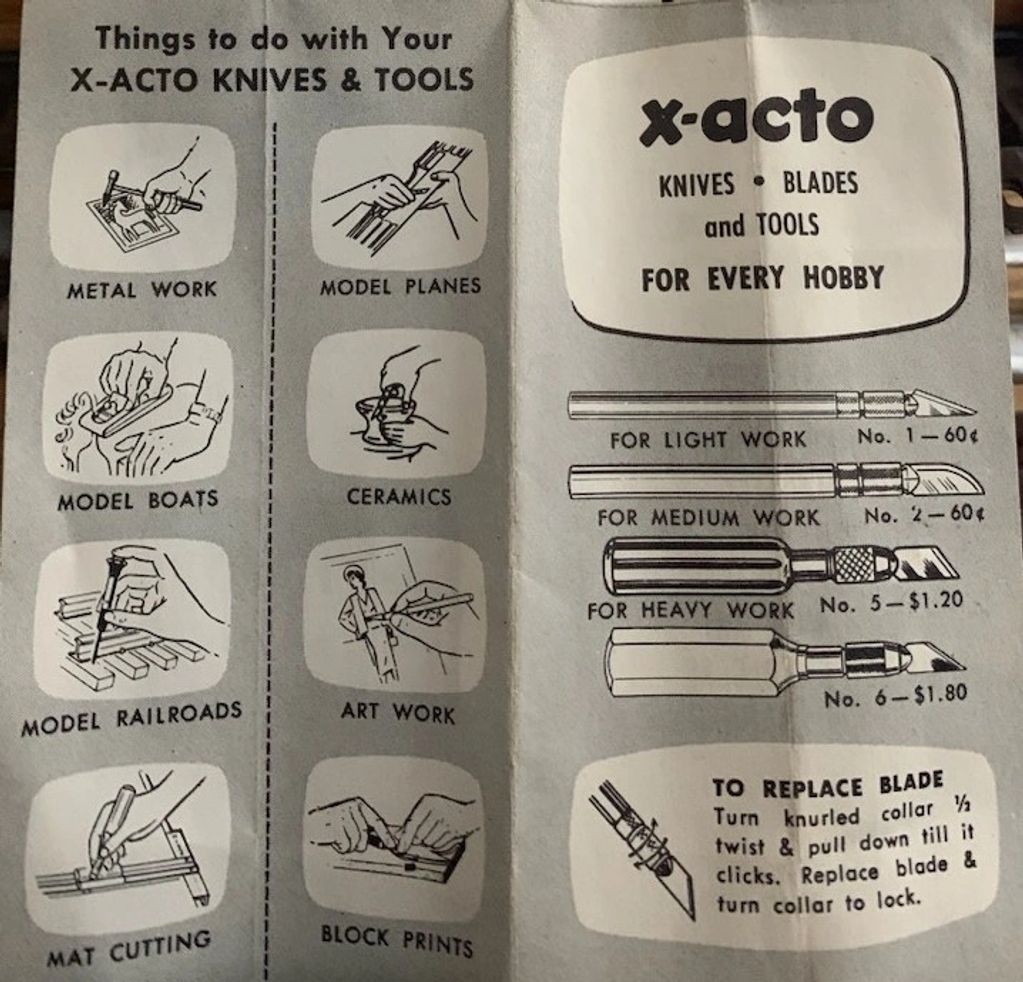 Things to do with Your
X-ACTO KNIVES & TOOLS
METAL WORK
MODEL PLANES
MODEL BOATS
CERAMICS
MODEL RAILROADS
ART WORK
MAT CUTTING
BLOCK PRINTS
x-acto
KNIVES • BLADES
and TOOLS
FOR EVERY HOBBY
FOR LIGHT WORK No. 1—60¢
FOR MEDIUM WORK No. 2—60¢
FOR HEAVY WORK No. 5—$1.20
No. 6—$1.80
TO REPLACE BLADE
Turn knurled collar ½
twist & pull down till it
clicks. Replace blade &
turn collar to lock.